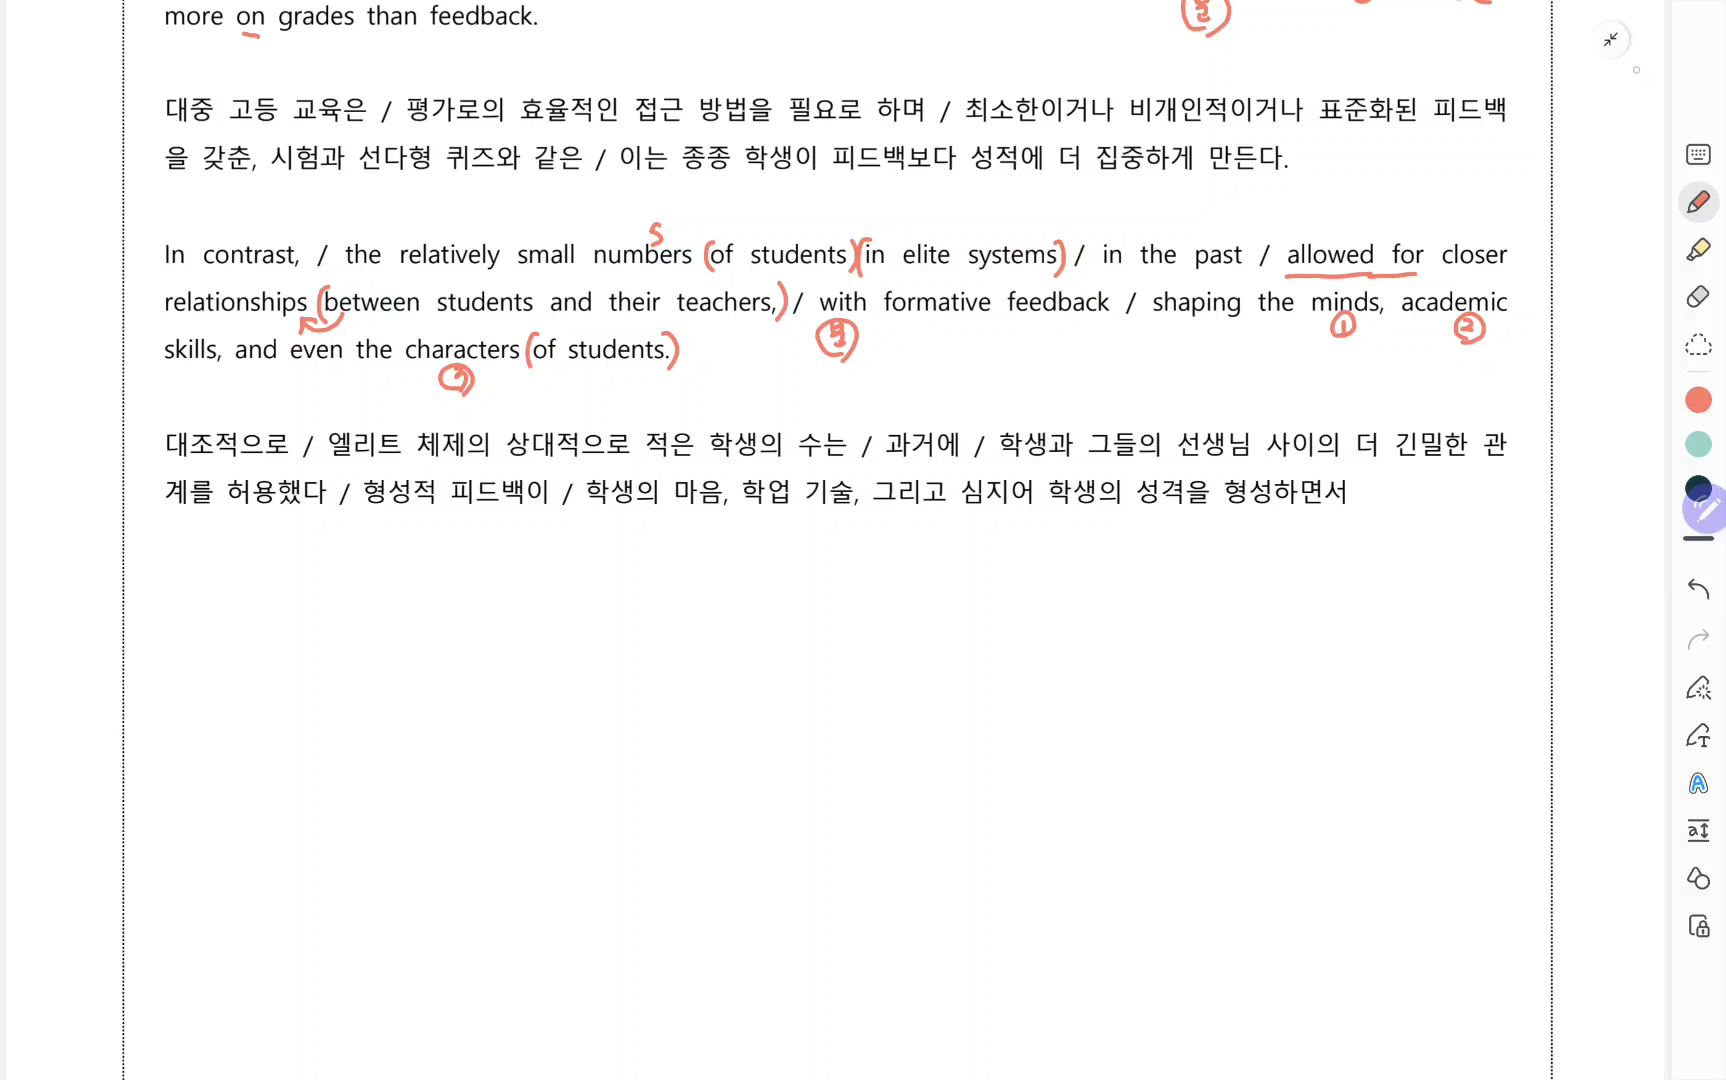 more on grades than feedback.
대중 고등 교육은 / 평가로의 효율적인 접근 방법을 필요로 하며 / 최소한이거나 비개인적이거나 표준화된 피드백
을 갖춘, 시험과 선다형 퀴즈와 같은 / 이는 종종 학생이 피드백보다 성적에 더 집중하게 만든다.
S
In contrast, / the relatively small numbers (of students)(in elite systems) / in the past / allowed for closer
relationships (between students and their teachers,) / with formative feedback / shaping the minds, academic
① ②
skills, and even the characters (of students.)
③
대조적으로 / 엘리트 체제의 상대적으로 적은 학생의 수는 / 과거에 / 학생과 그들의 선생님 사이의 더 긴밀한 관
계를 허용했다 / 형성적 피드백이 / 학생의 마음, 학업 기술, 그리고 심지어 학생의 성격을 형성하면서